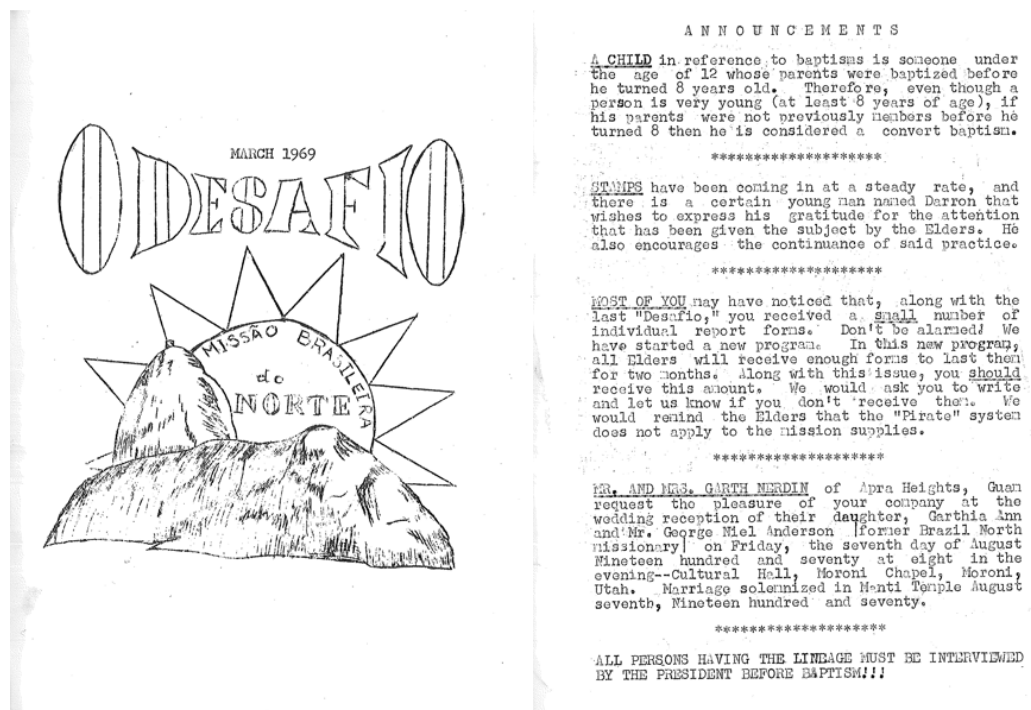 MARCH 1969
O DESAFIO
MISSÃO BRASILEIRA
do
NORTE
ANNOUNCEMENTS
A CHILD in reference to baptisms is someone under
the age of 12 whose parents were baptized before
he turned 8 years old. Therefore, even though a
person is very young (at least 8 years of age), if
his parents were not previously members before he
turned 8 then he is considered a convert baptism.
********************
STAMPS have been coming in at a steady rate, and
there is a certain young man named Darron that
wishes to express his gratitude for the attention
that has been given the subject by the Elders. He
also encourages the continuance of said practice.
********************
MOST OF YOU may have noticed that, along with the
last "Desafio," you received a small number of
individual report forms. Don't be alarmed! We
have started a new program. In this new program,
all Elders will receive enough forms to last them
for two months. Along with this issue, you should
receive this amount. We would ask you to write
and let us know if you don't receive them. We
would remind the Elders that the "Pirate" system
does not apply to the mission supplies.
********************
MR. AND MRS. GARTH NERDIN of Apra Heights, Guam
request the pleasure of your company at the
wedding reception of their daughter, Garthia Ann
and Mr. George Niel Anderson |former Brazil North
missionary| on Friday, the seventh day of August
Nineteen hundred and seventy at eight in the
evening--Cultural Hall, Moroni Chapel, Moroni,
Utah. Marriage solemnized in Manti Temple August
seventh, Nineteen hundred and seventy.
********************
ALL PERSONS HAVING THE LINEAGE MUST BE INTERVIEWED
BY THE PRESIDENT BEFORE BAPTISM!!!